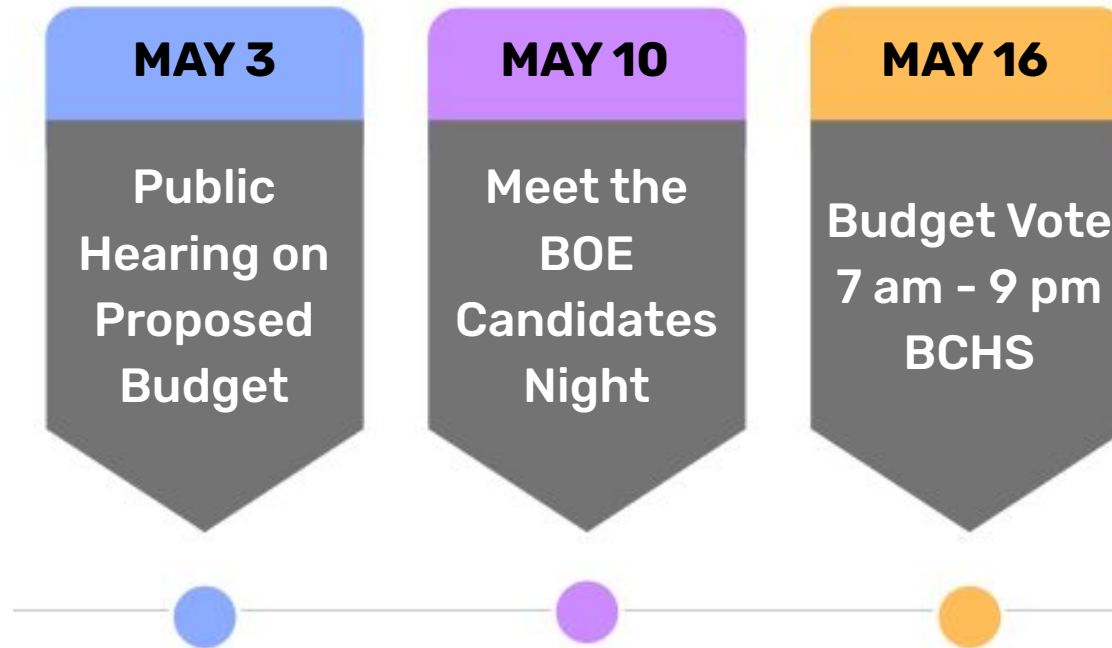 MAY 3
Public
Hearing on
Proposed
Budget
MAY 10
Meet the
BOE
Candidates
Night
MAY 16
Budget Vote
7 am - 9 pm
BCHS